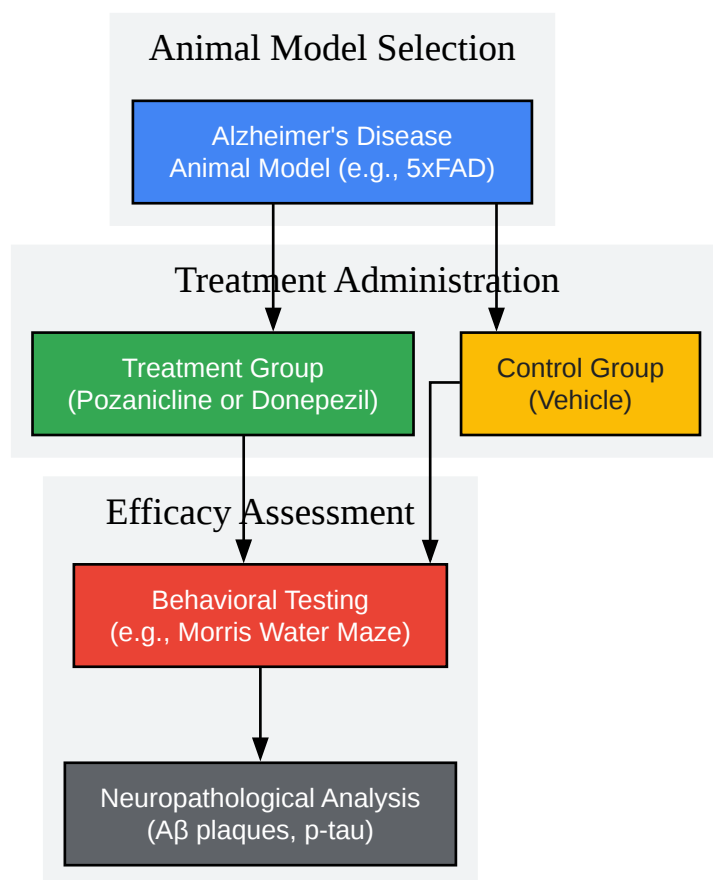 Animal Model Selection
Alzheimer's Disease
Animal Model (e.g., 5xFAD)
Treatment Administration
Treatment Group
(Pozanicline or Donepezil)
Control Group
(Vehicle)
Efficacy Assessment
Behavioral Testing
(e.g., Morris Water Maze)
Neuropathological Analysis
(Aβ plaques, p-tau)